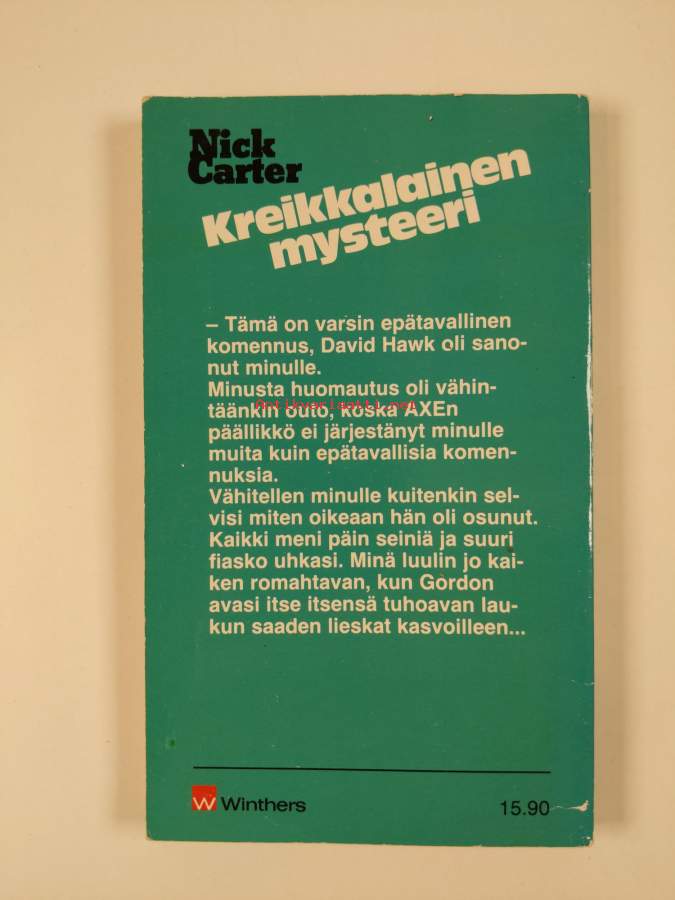 Nick
Carter
Kreikkalainen
mysteeri
– Tämä on varsin epätavallinen
komennus, David Hawk oli sano-
nut minulle.
Minusta huomautus oli vähin-
täänkin outo, koska AXEn
Antikvariaatti.net
päällikkö ei järjestänyt minulle
muita kuin epätavallisia komen-
nuksia.
Vähitellen minulle kuitenkin sel-
visi miten oikeaan hän oli osunut.
Kaikki meni päin seiniä ja suuri
fiasko uhkasi. Minä luulin jo kai-
ken romahtavan, kun Gordon
avasi itse itsensä tuhoavan lau-
kun saaden lieskat kasvoilleen...
W Winthers
15.90